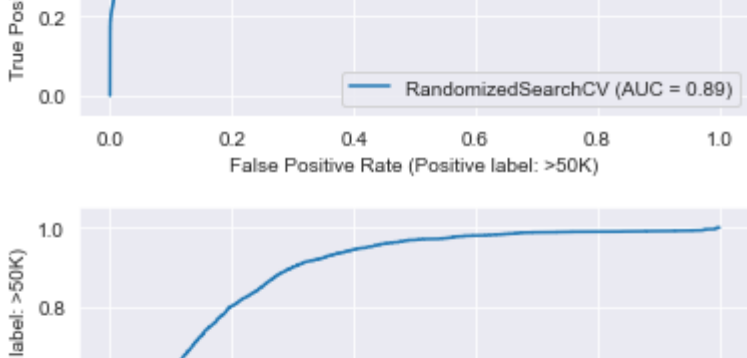 True Pos
0.2
0.0
RandomizedSearchCV (AUC = 0.89)
0.0 0.2 0.4 0.6 0.8 1.0
False Positive Rate (Positive label: >50K)
1.0
0.8
label: >50K)